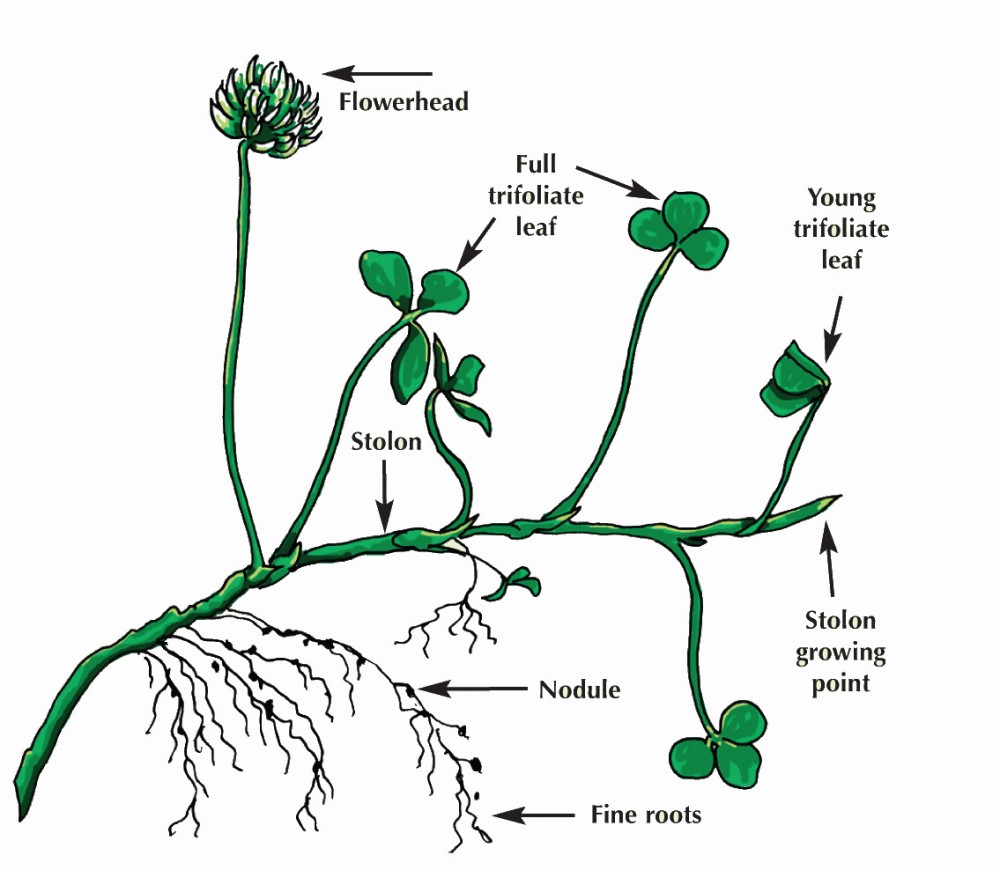 Flowerhead
Full
trifoliate
leaf
Young
trifoliate
leaf
Stolon
Stolon
growing
point
Nodule
Fine roots